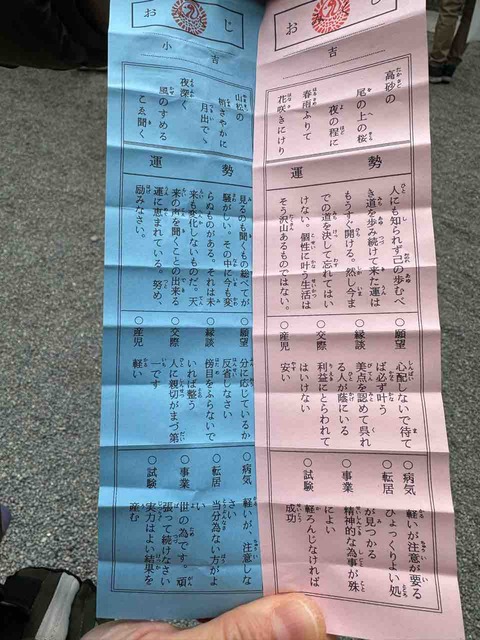 お じ
高砂の
尾の上の桜
夜の程に
春雨ふりて
花咲きにけり
運勢
人にも知られず己の歩むべ
き道を歩み続けて来た運は
もうすぐ開ける。然し今ま
での道を決して忘れてはい
けない。個性に叶う生活は
そう沢山あるものではない。
○願望 心配しないで待て
ば必ず叶う
○縁談 美点を認めて呉れ
る人が蔭にいる
○交際 利益にとらわれて
はいけない
○産児 安い
○病気 軽いが注意が要る
○転居 ひょっくりよい処
が見つかる
○事業 精神的な為事が殊
によい
○試験 軽ろんじなければ
成功
お じ
小吉
山松の
梢さやかに
月出でゝ
夜深く
風のすめる
こゑ聞く
運勢
見るもの聞くもの総べてが
騒がしい。その中に今も変
らぬものがある。それは未
来も変化しないものだ。天
来の声を聞くことの出来る
運に恵まれている。努め、
励みなさい。
○願望 分に応じているか
反省しなさい
○縁談 傍目をふらないで
いれば整う
○交際 人に親切がまづ第
一です
○産児 軽い
○病気 軽いが、注意しな
さい
○転居 当分為ない方がよ
い
○事業 世の為です。頑
張って続けなさい
○試験 実力はよい結果を
産む